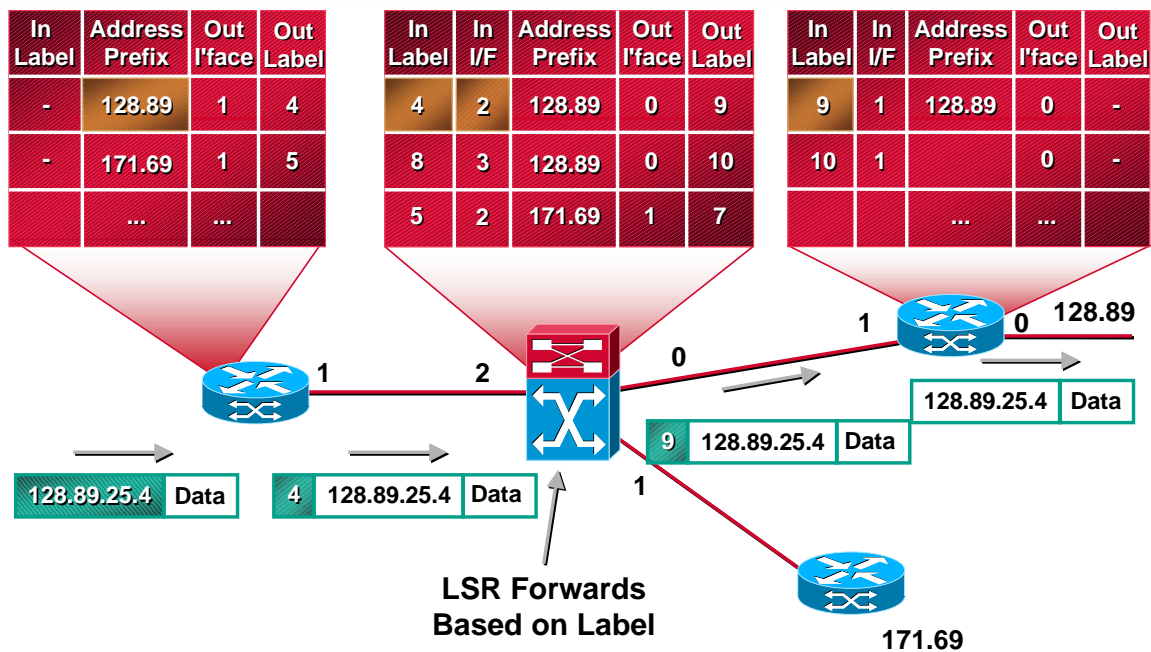 In Label Address Prefix Out I'face Out Label
- 128.89 1 4
- 171.69 1 5
... ...
In Label In I/F Address Prefix Out I'face Out Label
4 2 128.89 0 9
8 3 128.89 0 10
5 2 171.69 1 7
In Label In I/F Address Prefix Out I'face Out Label
9 1 128.89 0 -
10 1 0 -
... ...
1 0 128.89
1 2 0
128.89.25.4 Data
9 128.89.25.4 Data
128.89.25.4 Data
4 128.89.25.4 Data
1
LSR Forwards
Based on Label
171.69